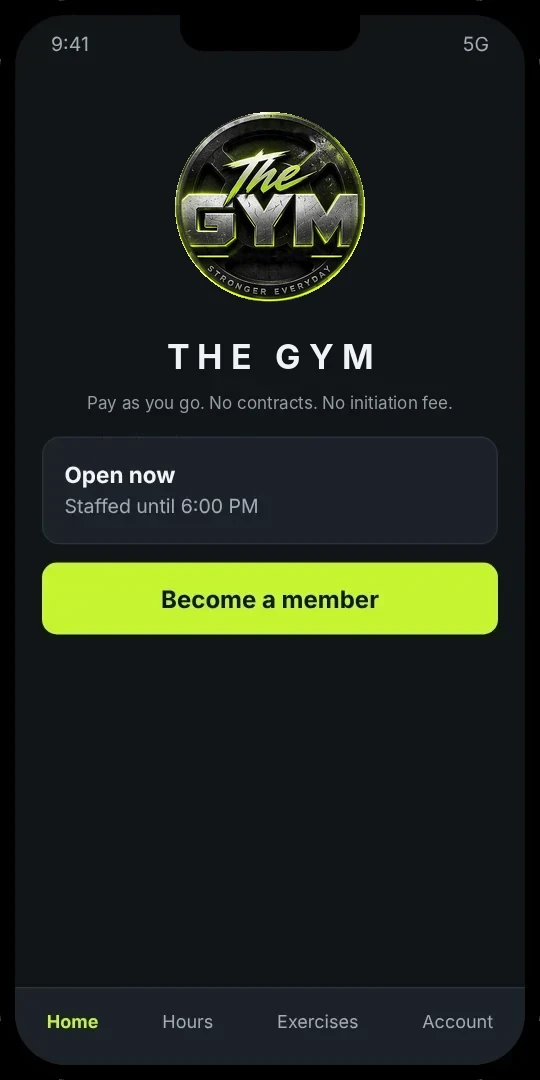 9:41 5G
The
GYM
STRONGER EVERYDAY
THE GYM
Pay as you go. No contracts. No initiation fee.
Open now
Staffed until 6:00 PM
Become a member
Home Hours Exercises Account